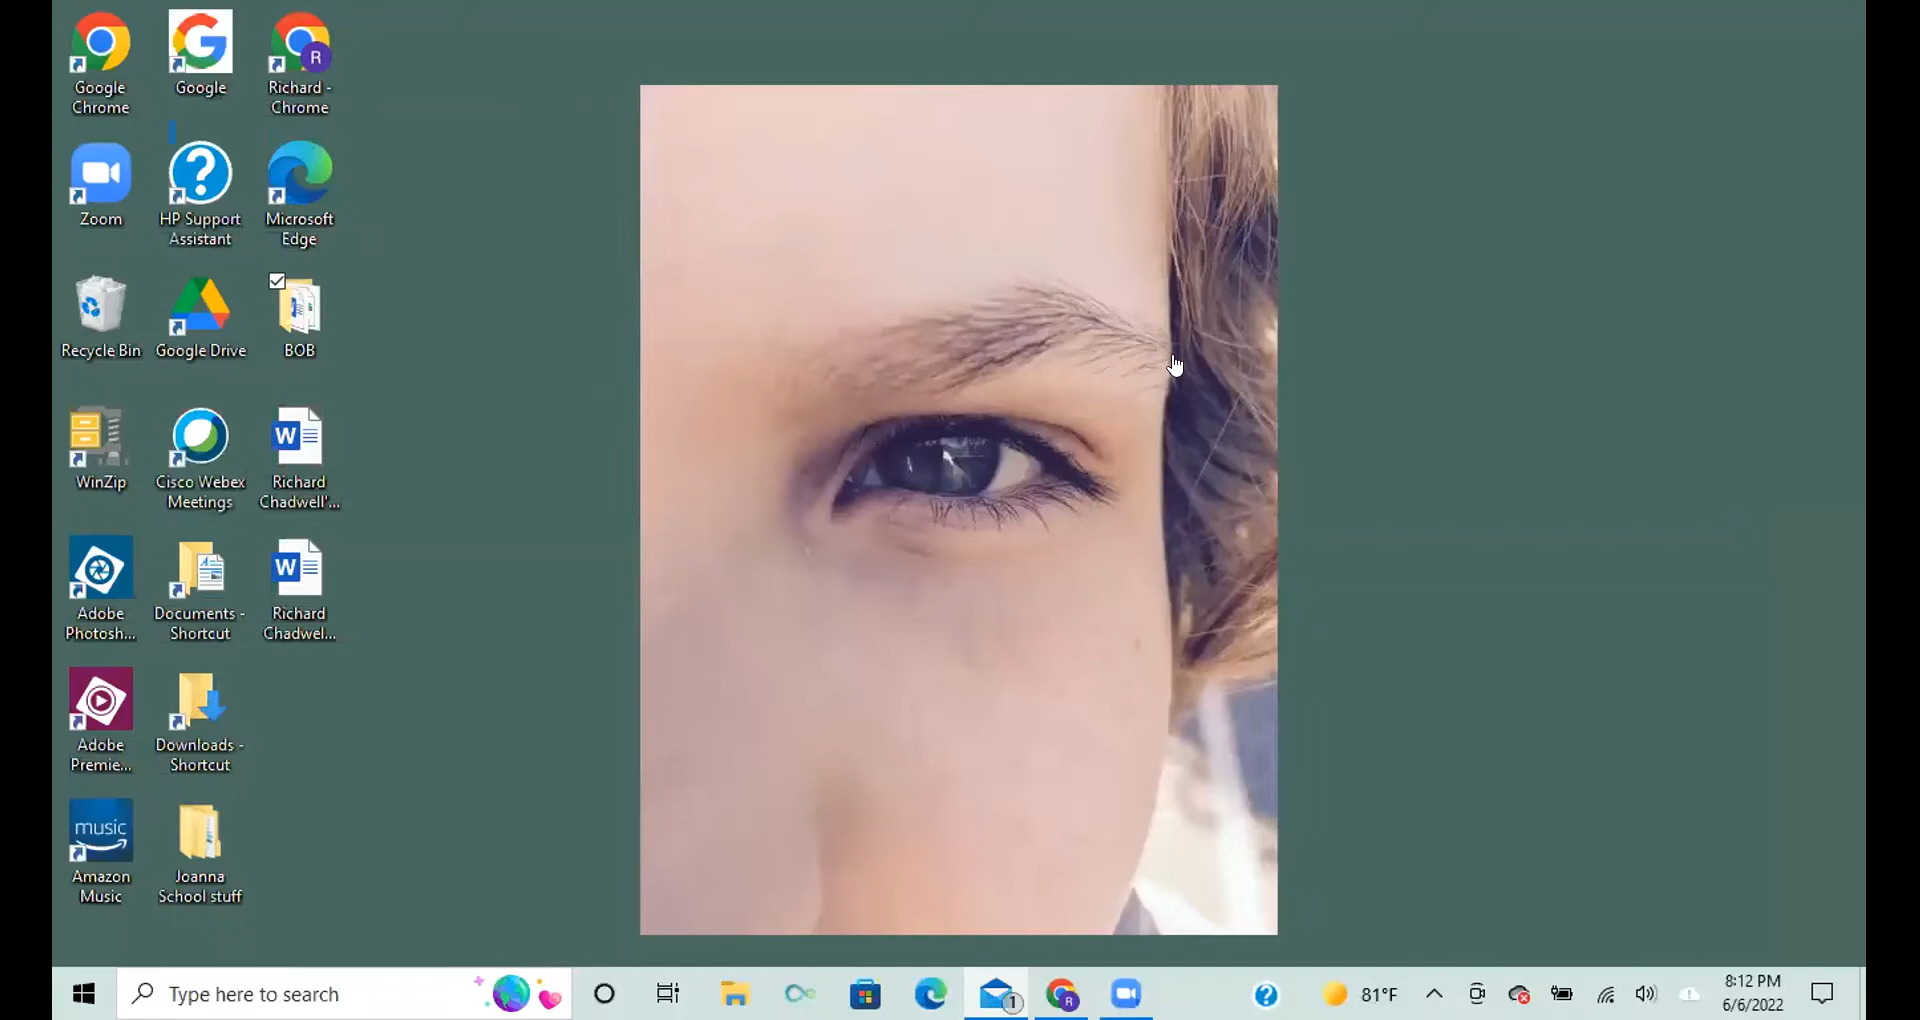 Google
Chrome
Google
Richard -
Chrome
R
Zoom
HP Support
Assistant
Microsoft
Edge
Recycle Bin
Google Drive
BOB
WinZip
Cisco Webex
Meetings
W
Richard
Chadwell'...
Adobe
Photosh...
Documents -
Shortcut
W
Richard
Chadwel...
Adobe
Premie...
Downloads -
Shortcut
music
Amazon
Music
Joanna
School stuff
Type here to search
1
R
81°F
8:12 PM
6/6/2022